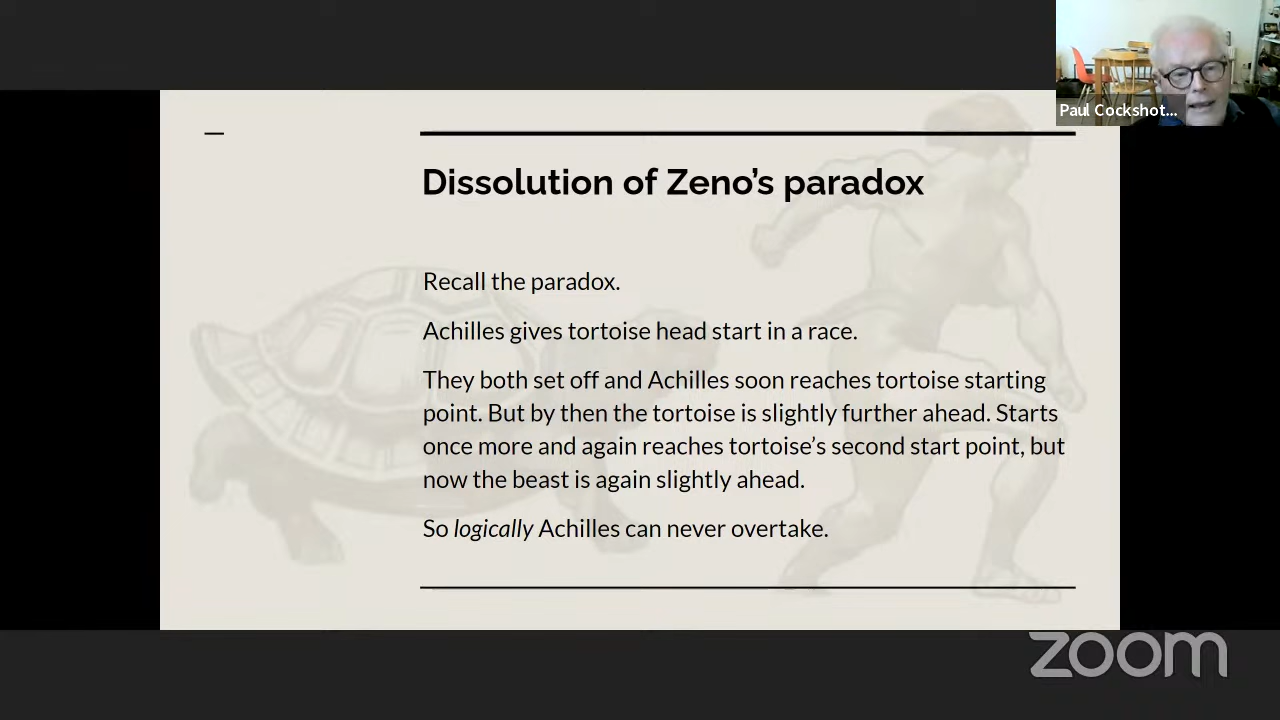 Paul Cockshot...
Dissolution of Zeno's paradox
Recall the paradox.
Achilles gives tortoise head start in a race.
They both set off and Achilles soon reaches tortoise starting
point. But by then the tortoise is slightly further ahead. Starts
once more and again reaches tortoise's second start point, but
now the beast is again slightly ahead.
So logically Achilles can never overtake.
zoom